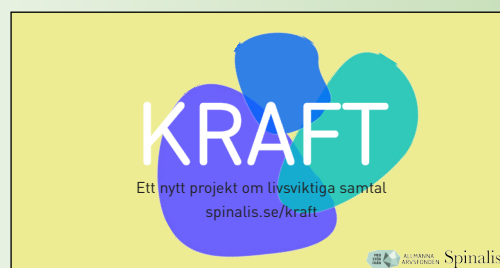 KRAFT
Ett nytt projekt om livsviktiga samtal
spinalis.se/kraft
ALLMÄNNA
ARVSFONDEN
Spinalis